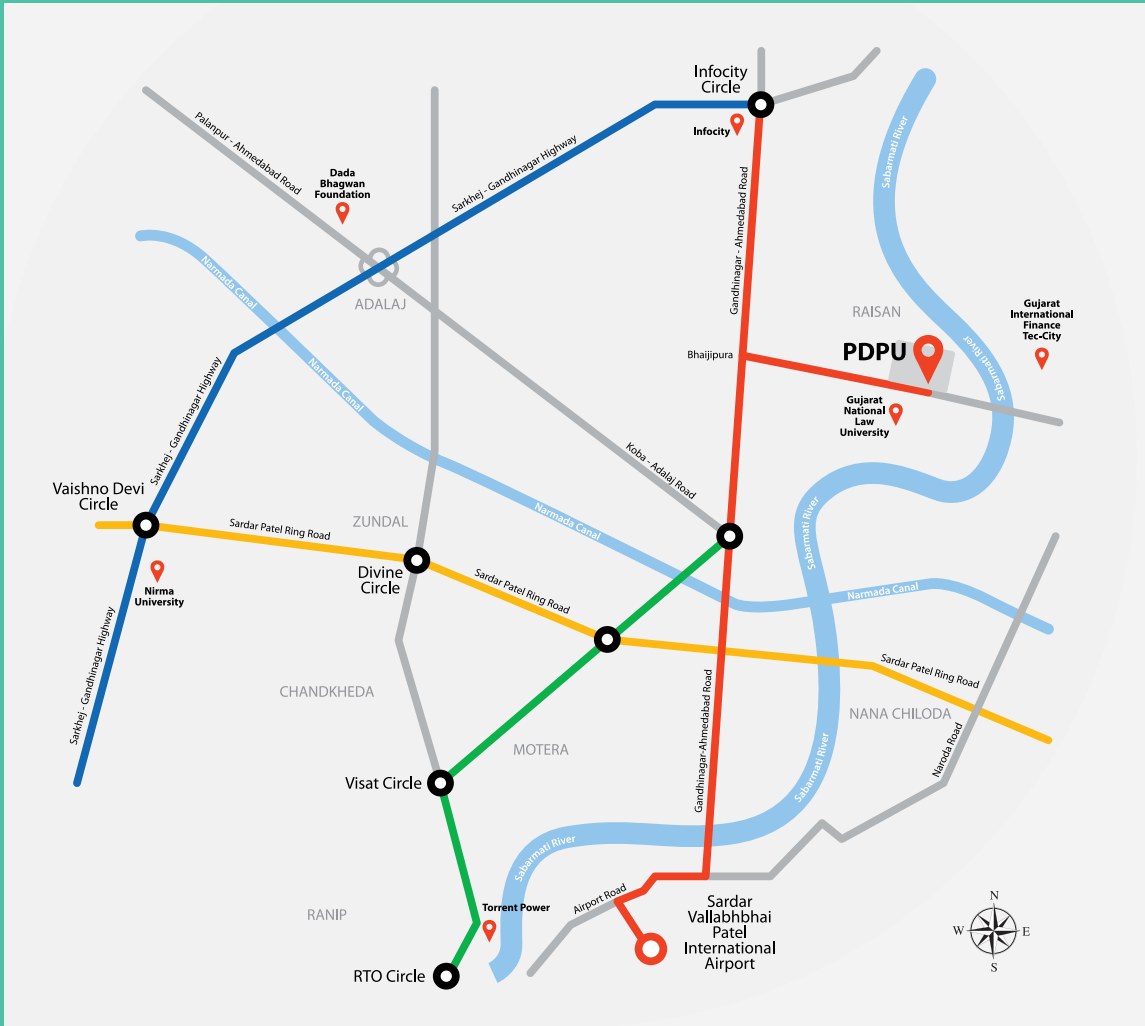 Infocity
Circle
Infocity
Palanpur - Ahmedabad Road
Sarkhej - Gandhinagar Highway
Sabarmati River
Dada
Bhagwan
Foundation
Gandhinagar - Ahmedabad Road
Narmada Canal
ADALAJ
RAISAN
Gujarat
International
Finance
Tec-City
PDPU
Bhaijipura
Sabarmati River
Sarkhej - Gandhinagar Highway
Narmada Canal
Gujarat
National
Law
University
Koba - Adalaj Road
Vaishno Devi
Circle
Sardar Patel Ring Road
ZUNDAL
Narmada Canal
Sabarmati River
Divine
Circle
Sardar Patel Ring Road
Nirma
University
Narmada Canal
Sarkhej - Gandhinagar Highway
CHANDKHEDA
Sardar Patel Ring Road
Gandhinagar-Ahmedabad Road
NANA CHILODA
MOTERA
Naroda Road
Sabarmati River
Visat Circle
Sabarmati River
Airport Road
Torrent Power
RANIP
Sardar
Vallabhbhai
Patel
International
Airport
RTO Circle
N
W
E
S